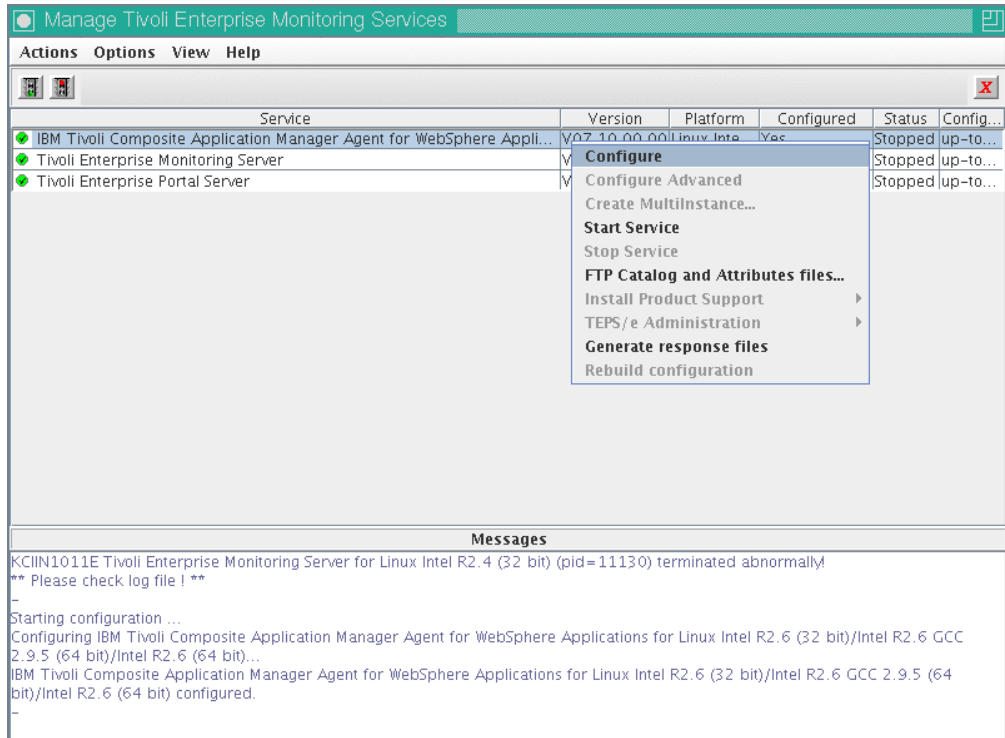 Manage Tivoli Enterprise Monitoring Services
Actions Options View Help
Service Version Platform Configured Status Config...
IBM Tivoli Composite Application Manager Agent for WebSphere Appli... V07.10.00.00 Linux Inte... Yes Stopped up-to...
Tivoli Enterprise Monitoring Server V
Tivoli Enterprise Portal Server V Stopped up-to...
Configure
Configure Advanced
Create MultiInstance...
Start Service
Stop Service
FTP Catalog and Attributes files...
Install Product Support
TEPS/e Administration
Generate response files
Rebuild configuration
Messages
KCIIN1011E Tivoli Enterprise Monitoring Server for Linux Intel R2.4 (32 bit) (pid=11130) terminated abnormally!
** Please check log file ! **
–
Starting configuration ...
Configuring IBM Tivoli Composite Application Manager Agent for WebSphere Applications for Linux Intel R2.6 (32 bit)/Intel R2.6 GCC
2.9.5 (64 bit)/Intel R2.6 (64 bit)...
IBM Tivoli Composite Application Manager Agent for WebSphere Applications for Linux Intel R2.6 (32 bit)/Intel R2.6 GCC 2.9.5 (64
bit)/Intel R2.6 (64 bit) configured.
–